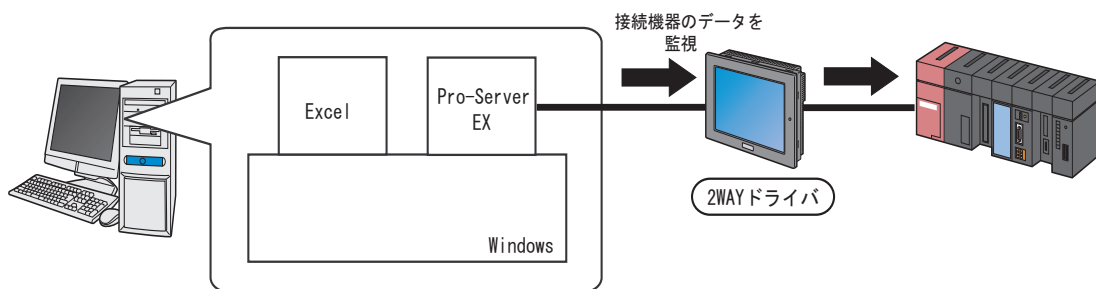 接続機器のデータを
監視
Excel
Pro-Server
EX
2WAYドライバ
Windows